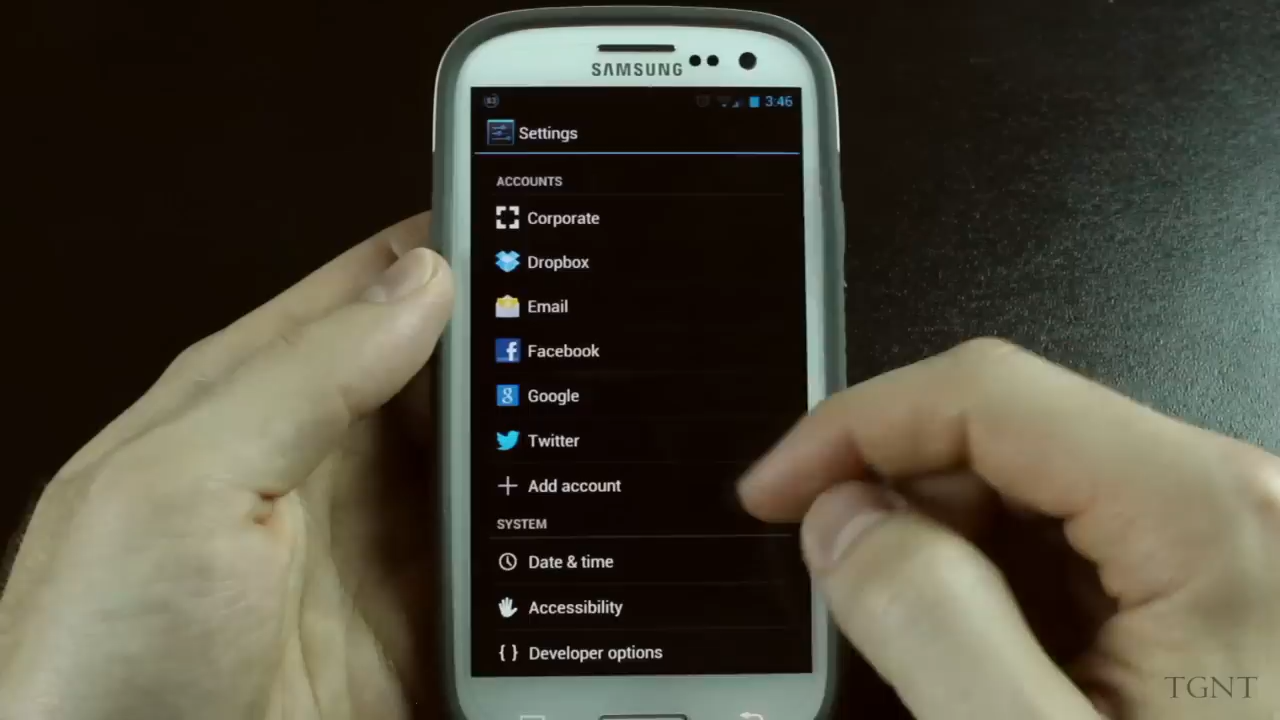 SAMSUNG
3:46
Settings
ACCOUNTS
Corporate
Dropbox
Email
Facebook
Google
Twitter
Add account
SYSTEM
Date & time
Accessibility
{ } Developer options
TGNT